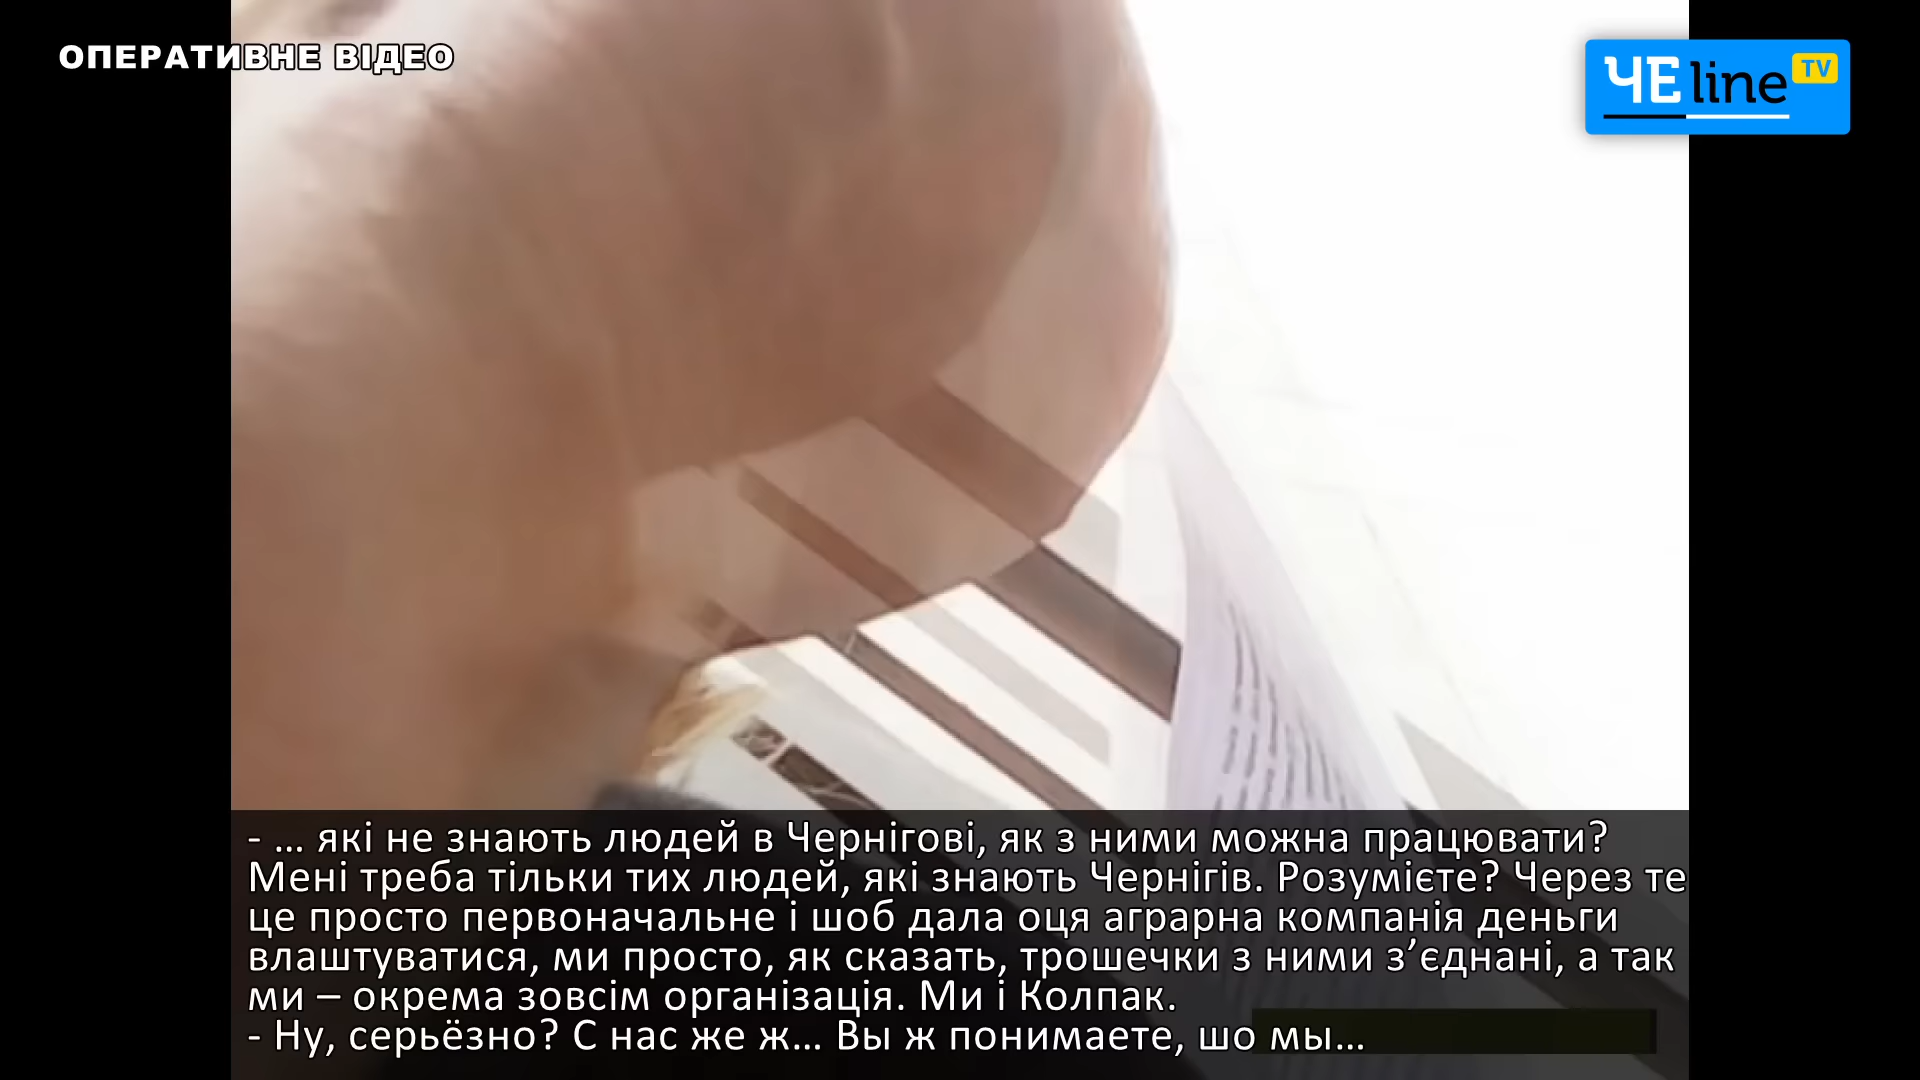 ОПЕРАТИВНЕ ВІДЕО
ЧЕline TV
- ... які не знають людей в Чернігові, як з ними можна працювати?
Мені треба тільки тих людей, які знають Чернігів. Розумієте? Через те
це просто первоначальне і шоб дала оця аграрна компанія деньги
влаштуватися, ми просто, як сказать, трошечки з ними з’єднані, а так
ми – окрема зовсім організація. Ми і Колпак.
- Ну, серьёзно? С нас же ж... Вы ж понимаете, шо мы...